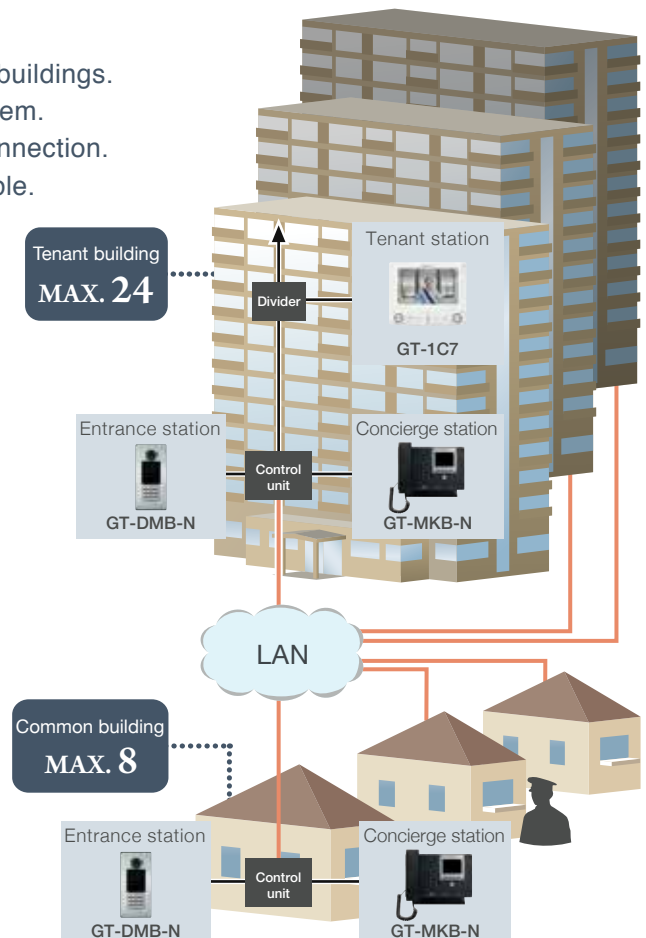 buildings.
em.
nnection.
ole.
Tenant building
MAX. 24
Tenant station
Divider
GT-1C7
Entrance station
Concierge station
Control
unit
GT-DMB-N
GT-MKB-N
LAN
Common building
MAX. 8
Entrance station
Concierge station
Control
unit
GT-DMB-N
GT-MKB-N